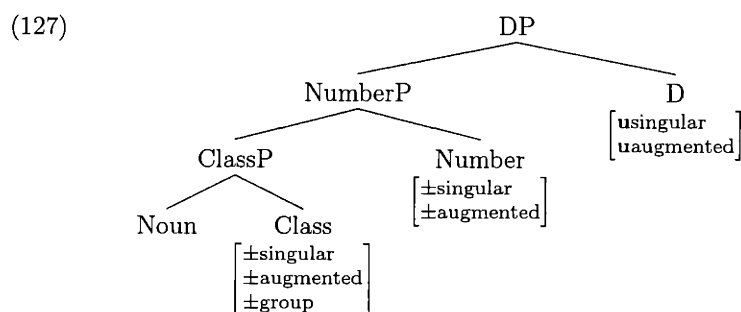 (127)
DP
NumberP D
[usingular
uaugmented]
ClassP Number
[±singular
±augmented]
Noun Class
[±singular
±augmented
±group]